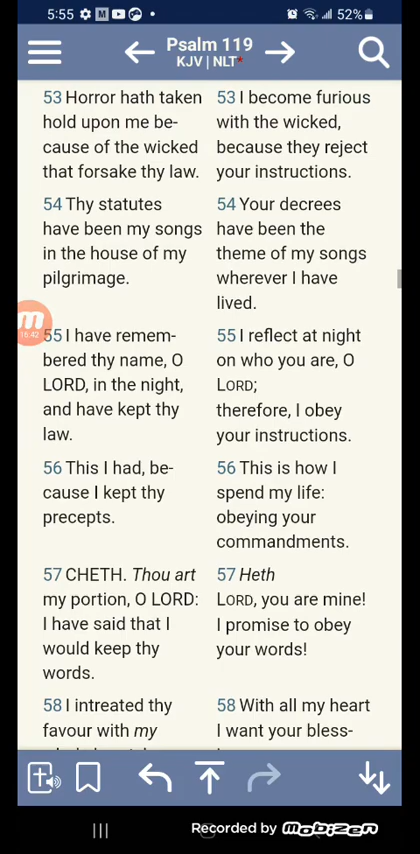 5:55
52%
Psalm 119
KJV | NLT*
53 Horror hath taken
hold upon me be-
cause of the wicked
that forsake thy law.
54 Thy statutes
have been my songs
in the house of my
pilgrimage.
55 I have remem-
bered thy name, O
LORD, in the night,
and have kept thy
law.
56 This I had, be-
cause I kept thy
precepts.
57 CHETH. Thou art
my portion, O LORD:
I have said that I
would keep thy
words.
58 I intreated thy
favour with my
53 I become furious
with the wicked,
because they reject
your instructions.
54 Your decrees
have been the
theme of my songs
wherever I have
lived.
55 I reflect at night
on who you are, O
LORD;
therefore, I obey
your instructions.
56 This is how I
spend my life:
obeying your
commandments.
57 Heth
LORD, you are mine!
I promise to obey
your words!
58 With all my heart
I want your bless-
m
16:42
Recorded by mobizen